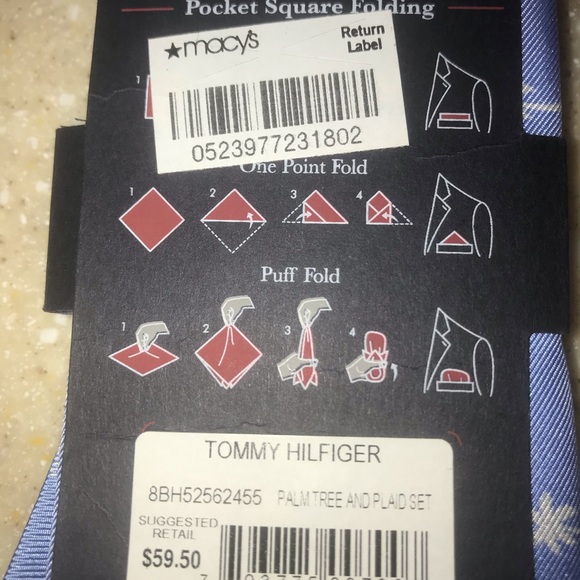 Pocket Square Folding
★macy's
Return
Label
0523977231802
1
One Point Fold
1 2 3 4
Puff Fold
1 2 3 4
TOMMY HILFIGER
8BH52562455 PALM TREE AND PLAID SET
SUGGESTED
RETAIL
$59.50